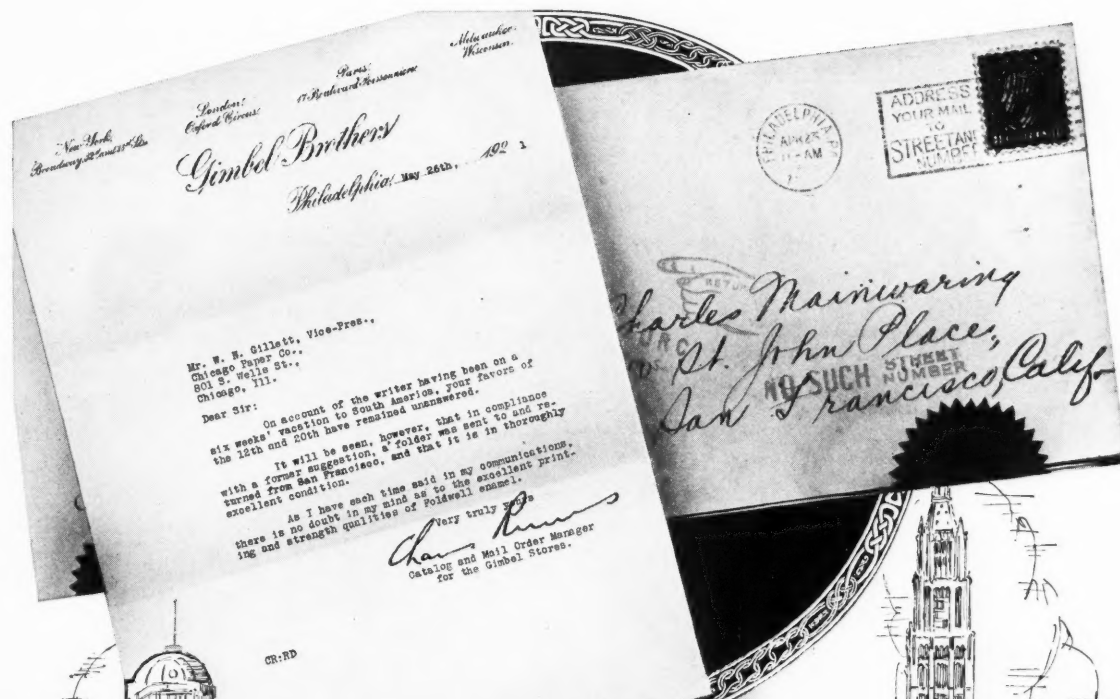 New York,
Broadway, 32nd and 33rd Sts.
London:
Oxford Circus:
Paris:
17 Boulevard Poissonniere
Milwaukee.
Wisconsin.
Gimbel Brothers
Philadelphia, May 26th, 192 1
Mr. W. N. Gillett, Vice-Pres.,
Chicago Paper Co.,
801 S. Wells St.,
Chicago, Ill.
Dear Sir:
On account of the writer having been on a
six weeks' vacation to South America, your favors of
the 12th and 20th have remained unanswered.
It will be seen, however, that in compliance
with a former suggestion, a folder was sent to and re-
turned from San Francisco, and that it is in thoroughly
excellent condition.
As I have each time said in my communications,
there is no doubt in my mind as to the excellent print-
ing and strength qualities of Foldwell enamel.
Very truly yours
Catalog and Mail Order Manager
for the Gimbel Stores.
CR:RD
PHILADELPHIA, PA
APR 25
AM
ADDRESS
YOUR MAIL
TO
STREET AND
NUMBER
RETURN
Charles Mainwaring
St. John Place,
NO SUCH STREET
NUMBER
San Francisco, Calif.